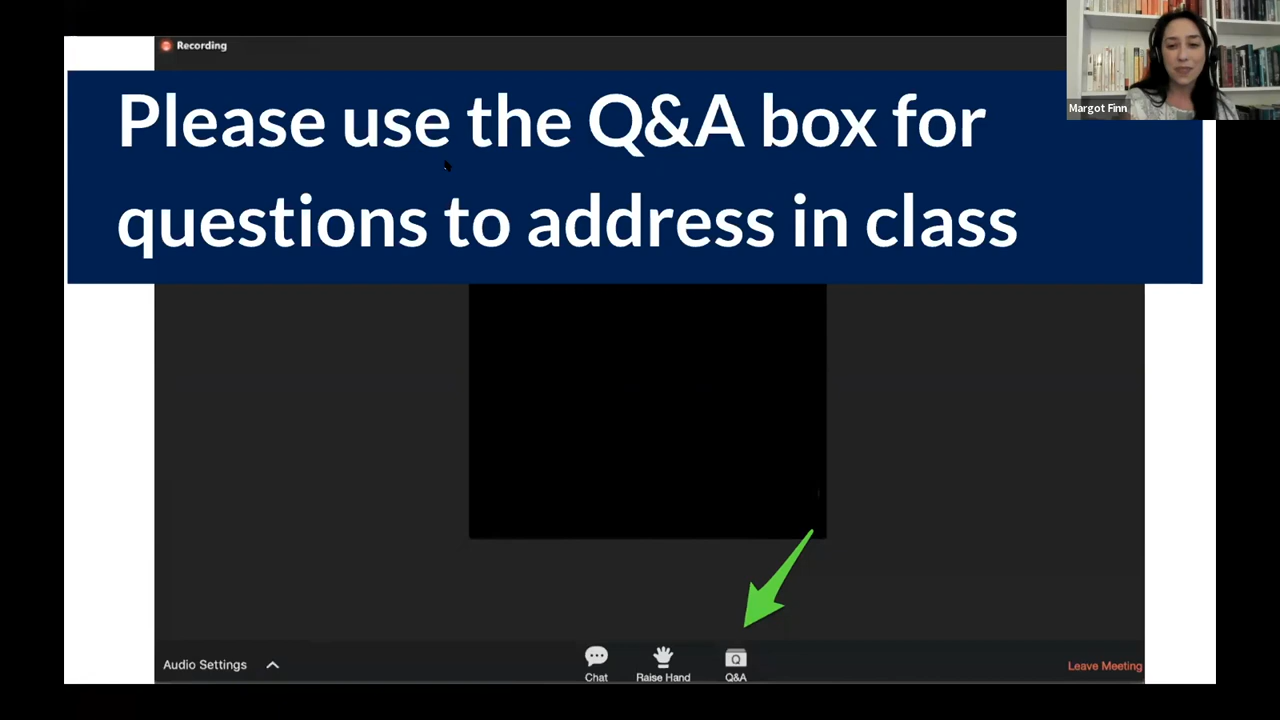 Recording
Margot Finn
Please use the Q&A box for
questions to address in class
Audio Settings
Chat
Raise Hand
Q
Q&A
Leave Meeting